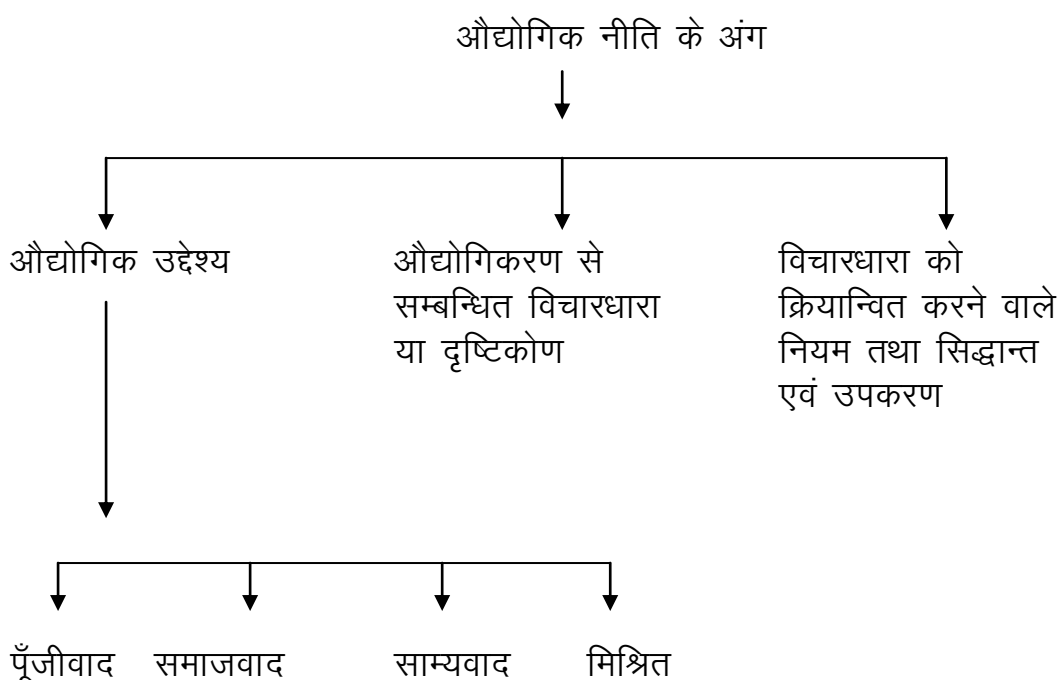 औद्योगिक नीति के अंग
औद्योगिक उद्देश्य
औद्योगिकरण से
सम्बन्धित विचारधारा
या दृष्टिकोण
विचारधारा को
क्रियान्वित करने वाले
नियम तथा सिद्धान्त
एवं उपकरण
पूँजीवाद समाजवाद साम्यवाद मिश्रित